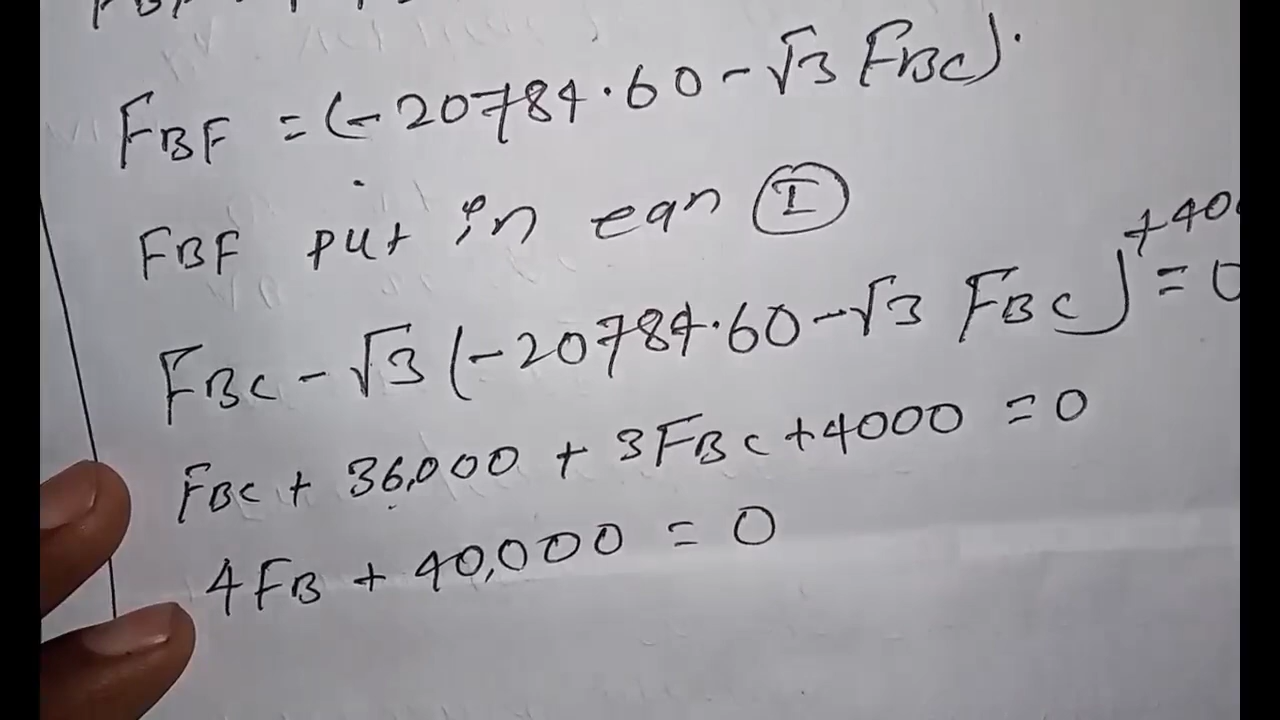 FBF = (-20784.60 - √3 FBC).
FBF put in eqn I
+40
FBC - √3 (-20784.60 - √3 FBC) = 0
FBC + 36,000 + 3FBC + 4000 = 0
4FB + 40,000 = 0